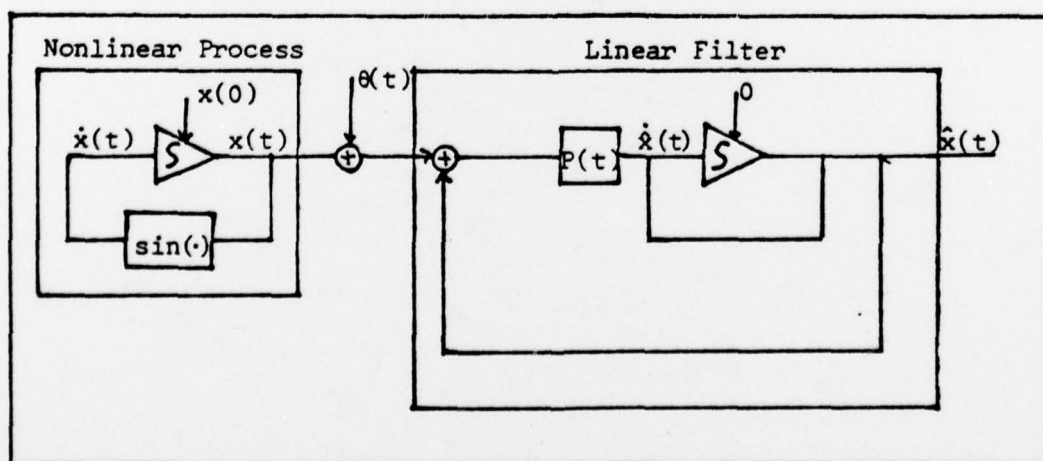 Nonlinear Process
Linear Filter
x(0)
θ(t)
0
ẋ(t)
∫
x(t)
+
+
P(t)
x̂̇(t)
∫
x̂(t)
sin(·)